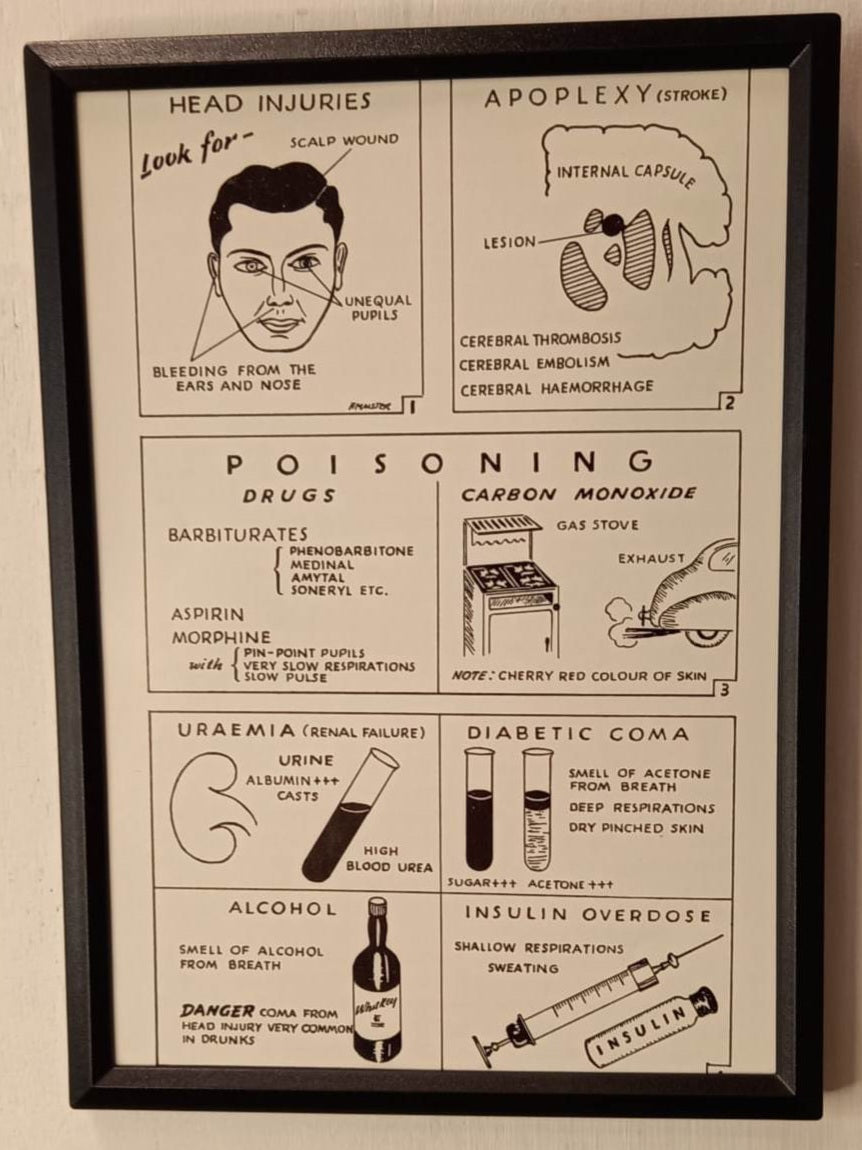 HEAD INJURIES
Look for-
SCALP WOUND
UNEQUAL
PUPILS
BLEEDING FROM THE
EARS AND NOSE
1
APOPLEXY (STROKE)
INTERNAL CAPSULE
LESION
CEREBRAL THROMBOSIS
CEREBRAL EMBOLISM
CEREBRAL HAEMORRHAGE
2
POISONING
DRUGS
BARBITURATES
PHENOBARBITONE
MEDINAL
AMYTAL
SONERYL ETC.
ASPIRIN
MORPHINE
with
PIN-POINT PUPILS
VERY SLOW RESPIRATIONS
SLOW PULSE
CARBON MONOXIDE
GAS STOVE
EXHAUST
NOTE: CHERRY RED COLOUR OF SKIN
3
URAEMIA (RENAL FAILURE)
URINE
ALBUMIN+++
CASTS
HIGH
BLOOD UREA
DIABETIC COMA
SMELL OF ACETONE
FROM BREATH
DEEP RESPIRATIONS
DRY PINCHED SKIN
SUGAR+++ ACETONE+++
ALCOHOL
SMELL OF ALCOHOL
FROM BREATH
DANGER COMA FROM
HEAD INJURY VERY COMMON
IN DRUNKS
Whiskey
INSULIN OVERDOSE
SHALLOW RESPIRATIONS
SWEATING
INSULIN